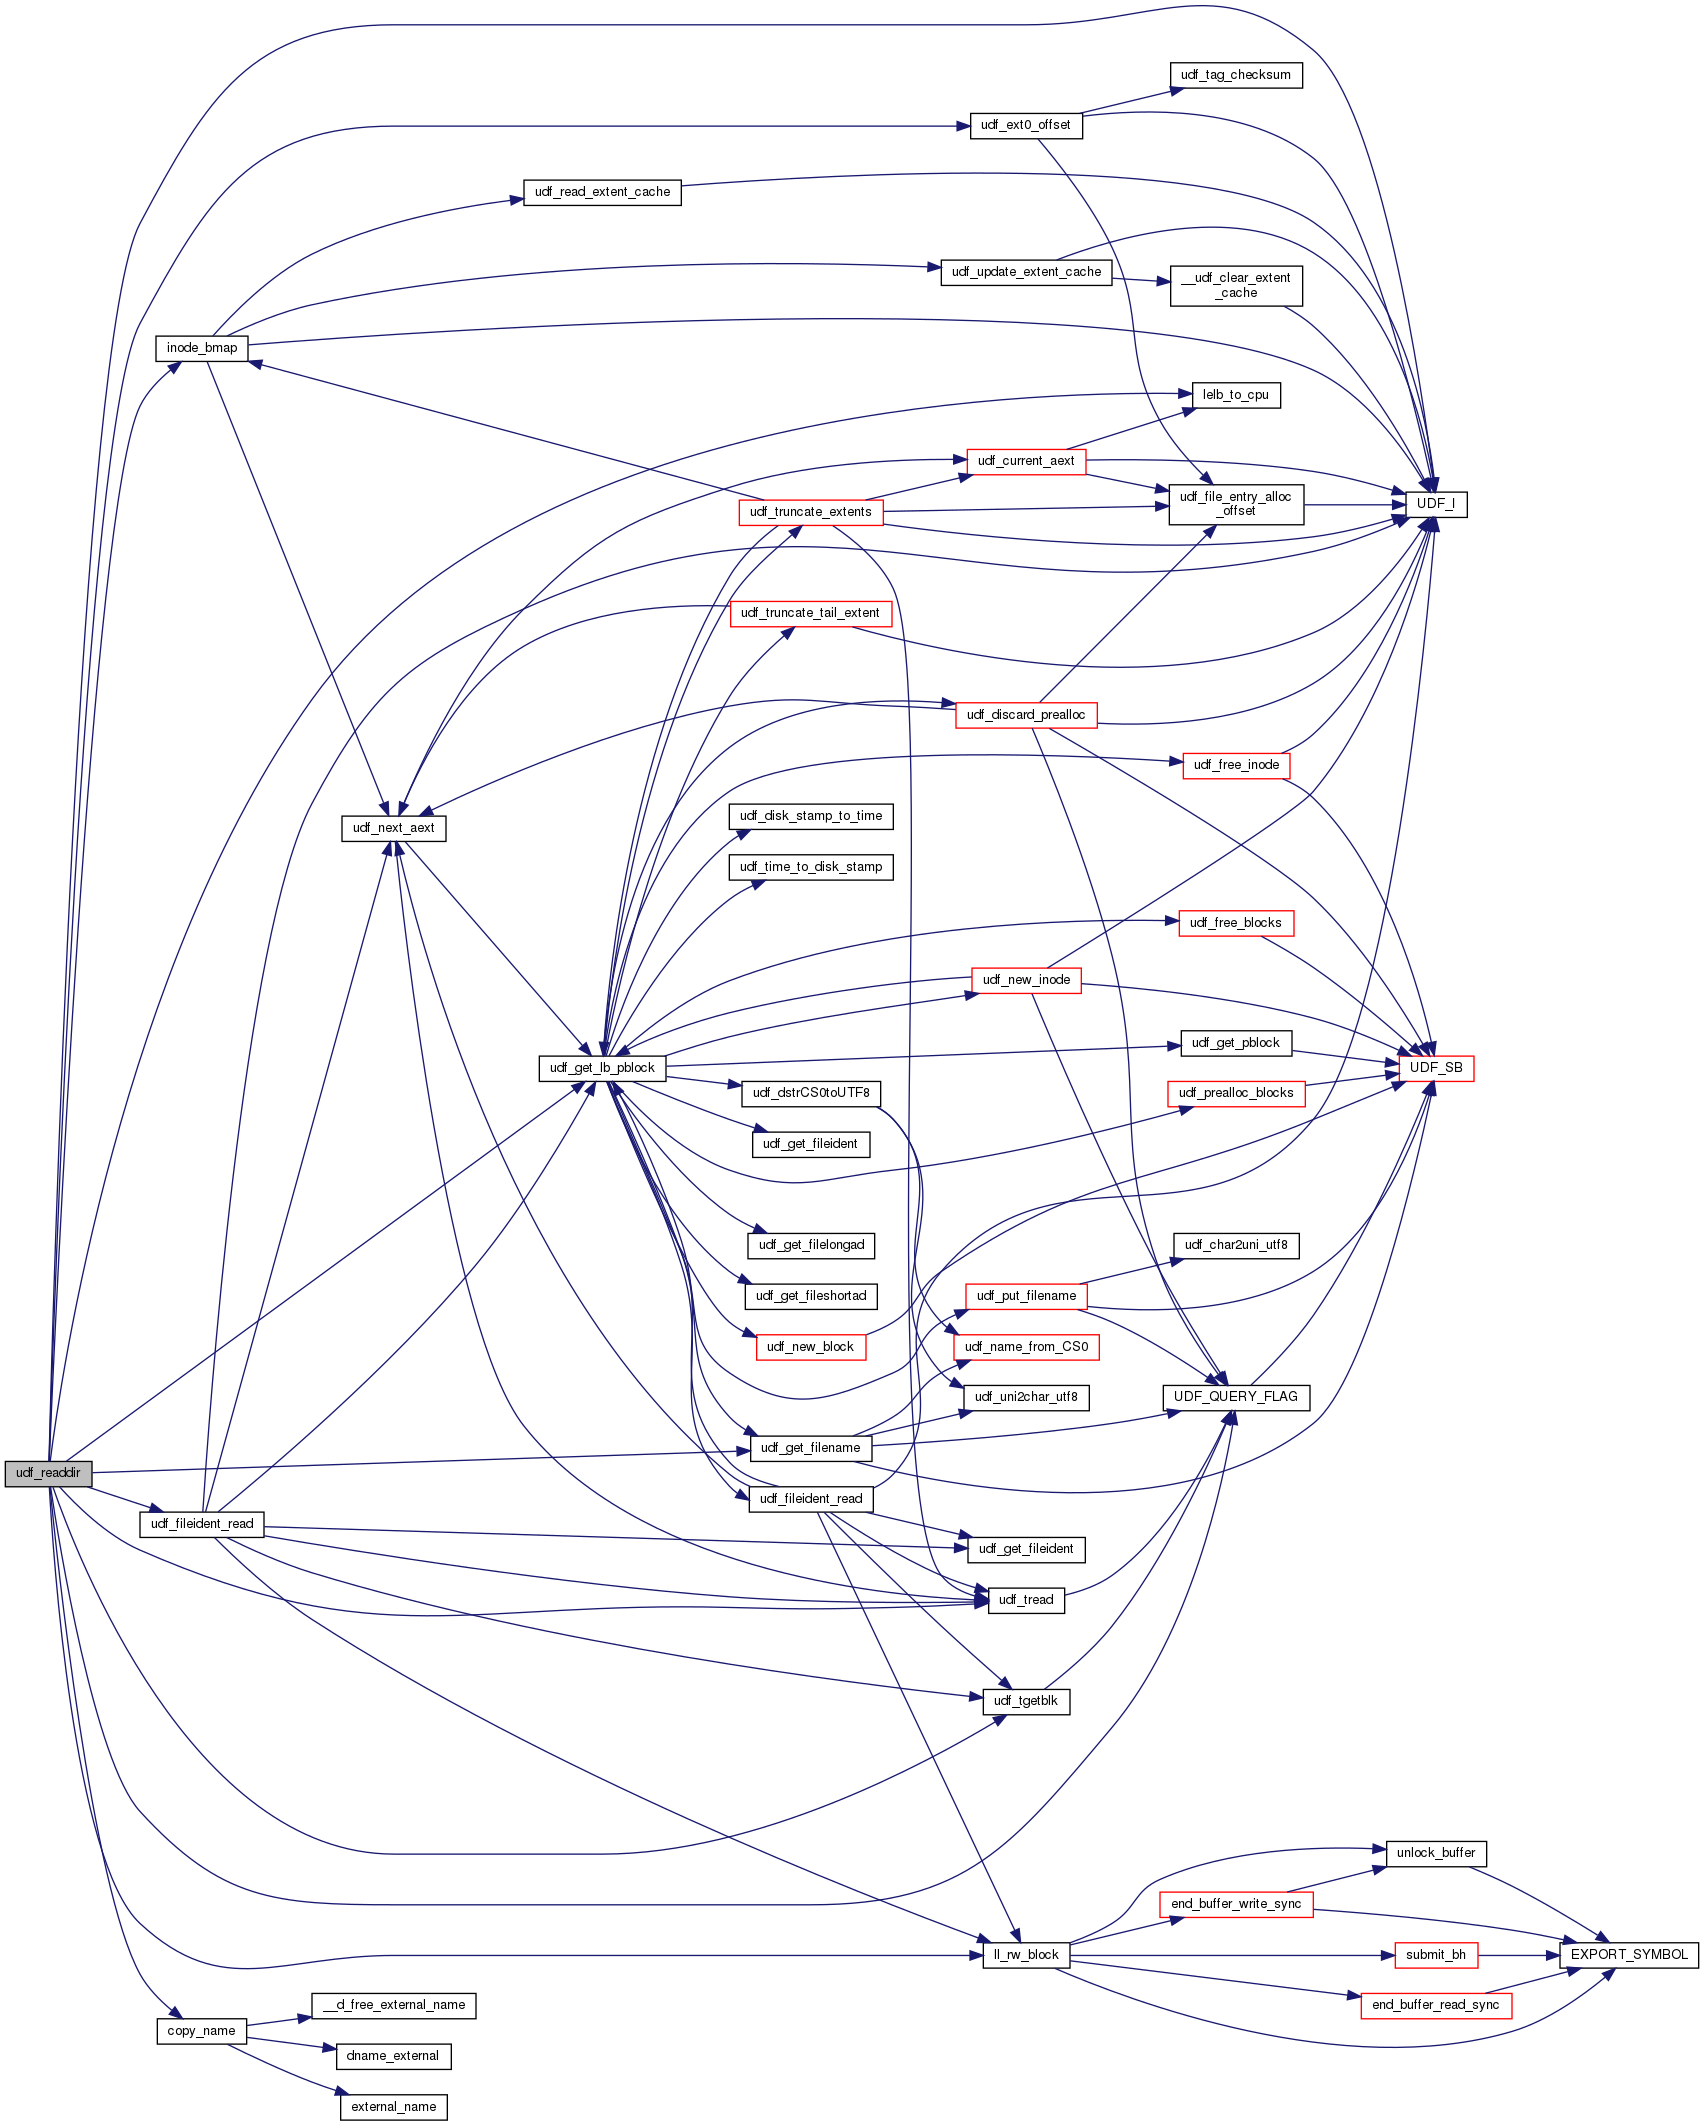 udf_tag_checksum
udf_ext0_offset
udf_read_extent_cache
udf_update_extent_cache
__udf_clear_extent
_cache
inode_bmap
lelb_to_cpu
udf_current_aext
udf_file_entry_alloc
_offset
UDF_I
udf_truncate_extents
udf_truncate_tail_extent
udf_discard_prealloc
udf_free_inode
udf_disk_stamp_to_time
udf_next_aext
udf_time_to_disk_stamp
udf_free_blocks
udf_new_inode
udf_get_pblock
udf_get_lb_pblock
UDF_SB
udf_dstrCS0toUTF8
udf_prealloc_blocks
udf_get_fileident
udf_get_filelongad
udf_char2uni_utf8
udf_get_fileshortad
udf_put_filename
udf_new_block
udf_name_from_CS0
udf_uni2char_utf8
UDF_QUERY_FLAG
udf_get_filename
udf_readdir
udf_fileident_read
udf_fileident_read
udf_get_fileident
udf_tread
udf_tgetblk
unlock_buffer
end_buffer_write_sync
ll_rw_block
submit_bh
EXPORT_SYMBOL
end_buffer_read_sync
__d_free_external_name
copy_name
dname_external
external_name